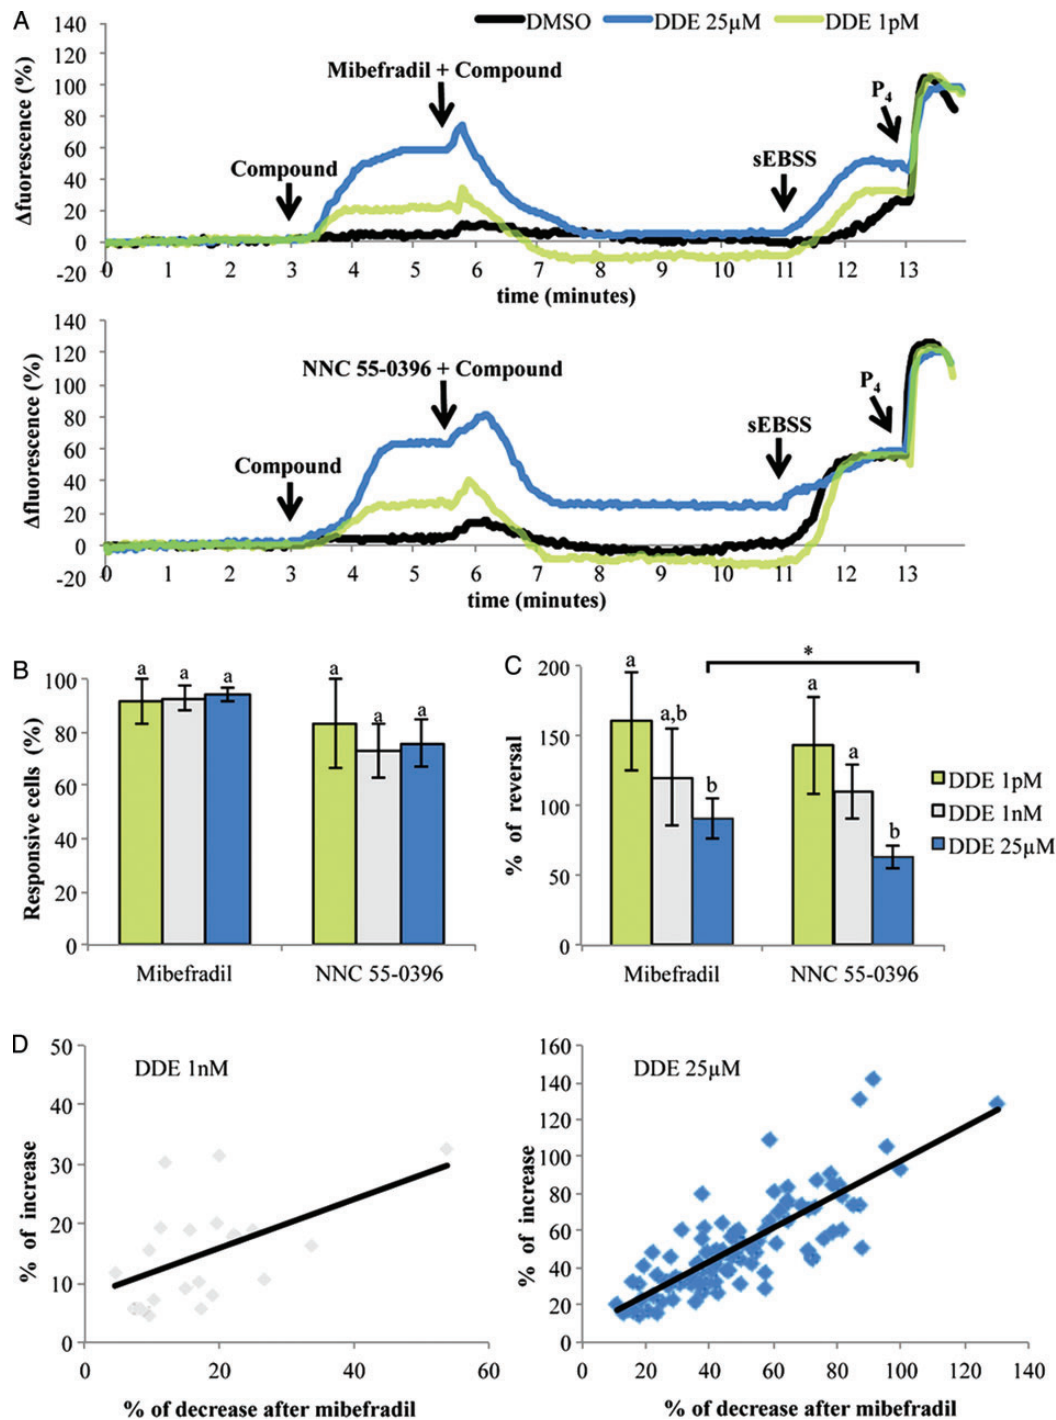 A
DMSO DDE 25µM DDE 1pM
Δfuorescence (%)
140
120
100
80
60
40
20
0
-20
Mibefradil + Compound
Compound
sEBSS
P4
0 1 2 3 4 5 6 7 8 9 10 11 12 13
time (minutes)
Δfluorescence (%)
140
120
100
80
60
40
20
0
-20
NNC 55-0396 + Compound
Compound
sEBSS
P4
0 1 2 3 4 5 6 7 8 9 10 11 12 13
time (minutes)
B
Responsive cells (%)
100
80
60
40
20
0
a a a a a a
Mibefradil NNC 55-0396
C
% of reversal
200
150
100
50
0
a a,b b a a b
*
Mibefradil NNC 55-0396
DDE 1pM
DDE 1nM
DDE 25µM
D
DDE 1nM
% of increase
50
40
30
20
10
0
0 20 40 60
% of decrease after mibefradil
DDE 25µM
% of increase
160
140
120
100
80
60
40
20
0
0 20 40 60 80 100 120 140
% of decrease after mibefradil